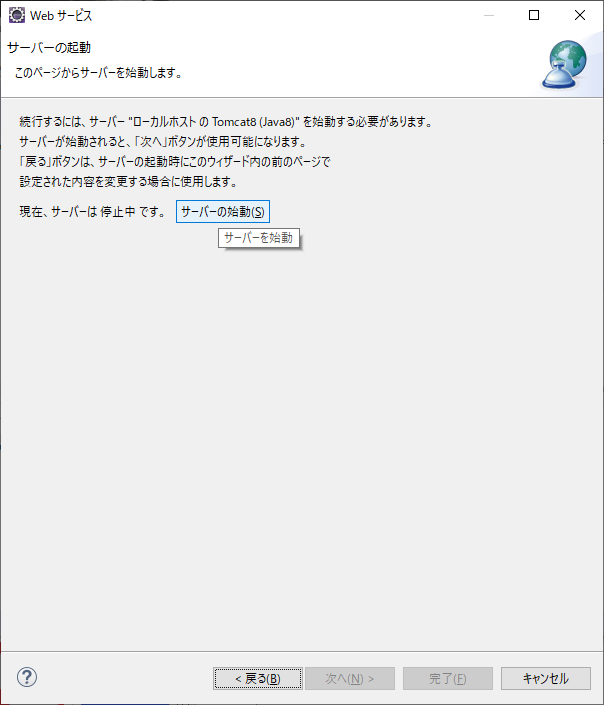 Web サービス
サーバーの起動
このページからサーバーを始動します。
続行するには、サーバー "ローカルホスト の Tomcat8 (Java8)" を始動する必要があります。
サーバーが始動されると、「次へ」ボタンが使用可能になります。
「戻る」ボタンは、サーバーの起動時にこのウィザード内の前のページで
設定された内容を変更する場合に使用します。
現在、サーバーは 停止中 です。 サーバーの始動(S)
サーバーを始動
? < 戻る(B) 次へ(N) > 完了(F) キャンセル